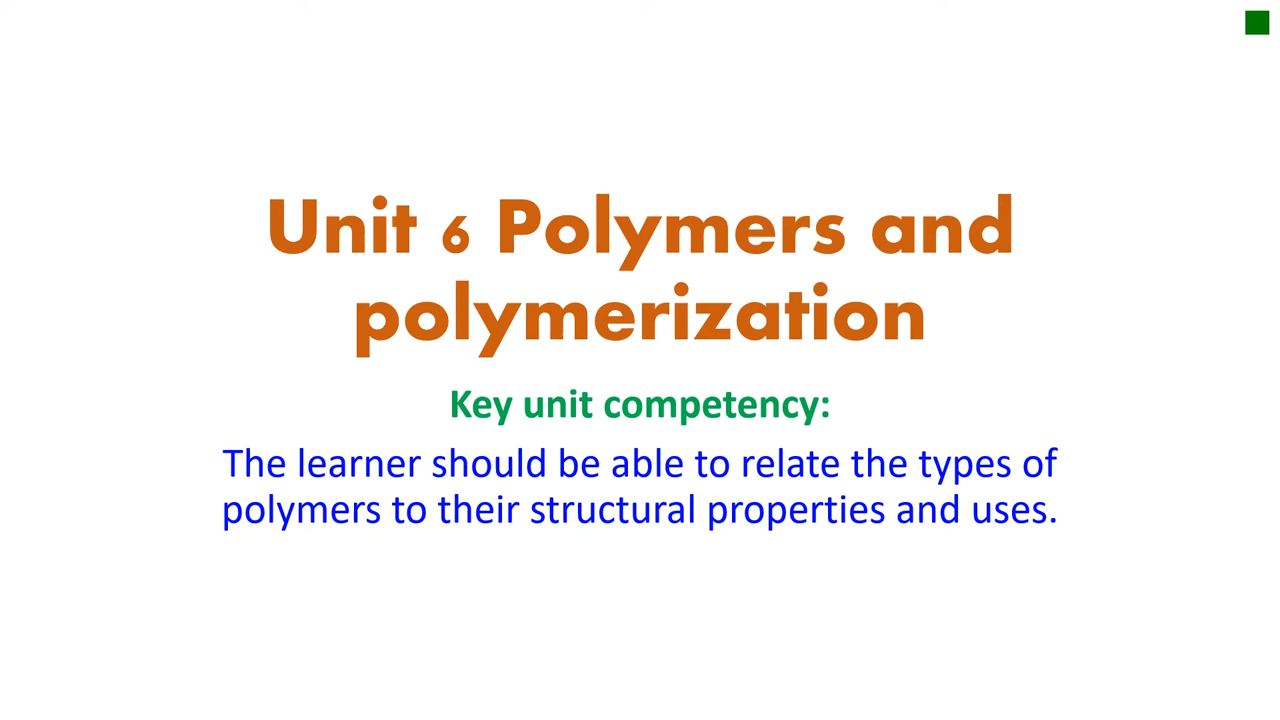 Unit 6 Polymers and
polymerization
Key unit competency:
The learner should be able to relate the types of
polymers to their structural properties and uses.